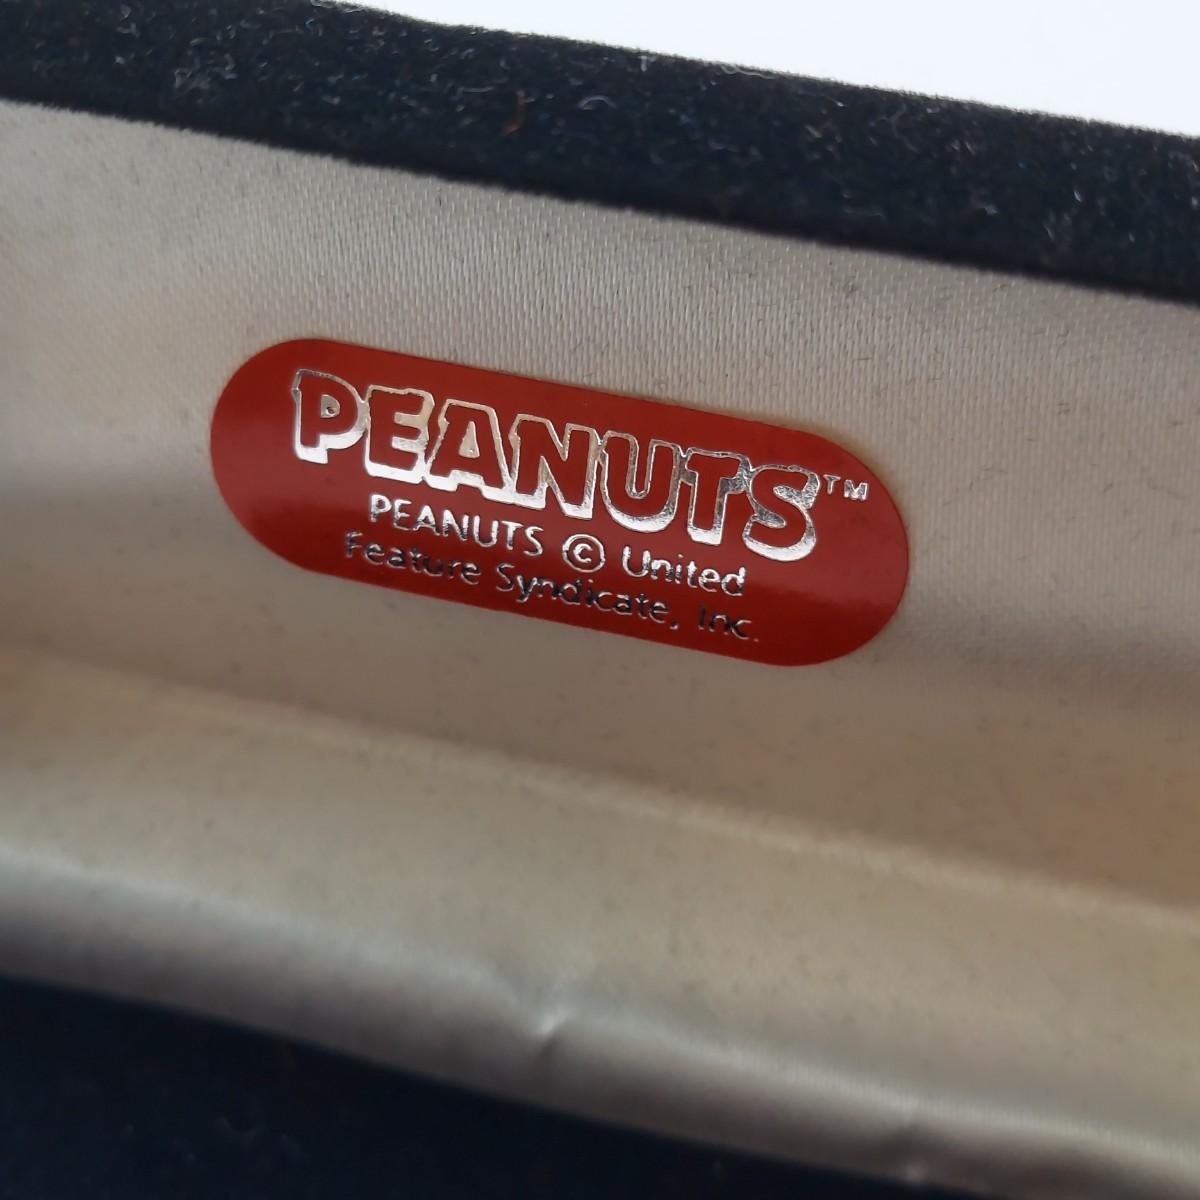 PEANUTS™
PEANUTS © United
Feature Syndicate, Inc.